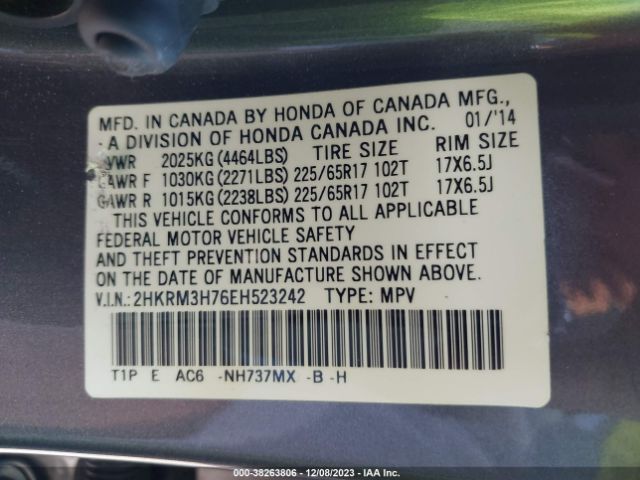 MFD. IN CANADA BY HONDA OF CANADA MFG.,
A DIVISION OF HONDA CANADA INC. 01/'14
GVWR 2025KG (4464LBS) TIRE SIZE RIM SIZE
GAWR F 1030KG (2271LBS) 225/65R17 102T 17X6.5J
GAWR R 1015KG (2238LBS) 225/65R17 102T 17X6.5J
THIS VEHICLE CONFORMS TO ALL APPLICABLE
FEDERAL MOTOR VEHICLE SAFETY
AND THEFT PREVENTION STANDARDS IN EFFECT
ON THE DATE OF MANUFACTURE SHOWN ABOVE.
V.I.N.: 2HKRM3H76EH523242 TYPE: MPV
T1P E AC6 -NH737MX -B -H
000-38263806 - 12/08/2023 - IAA Inc.